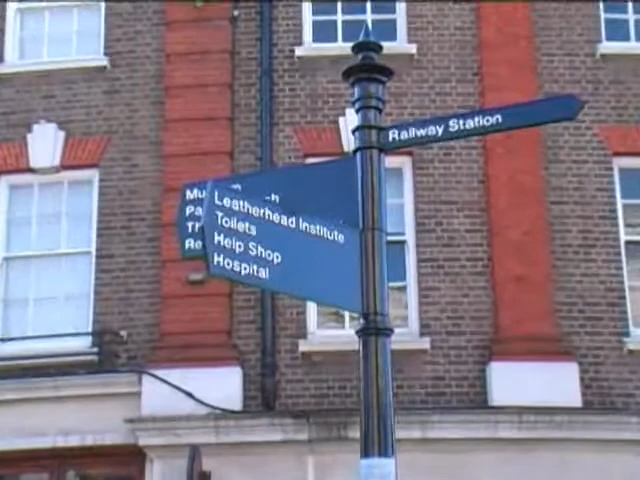 Railway Station
Leatherhead Institute
Toilets
Help Shop
Hospital